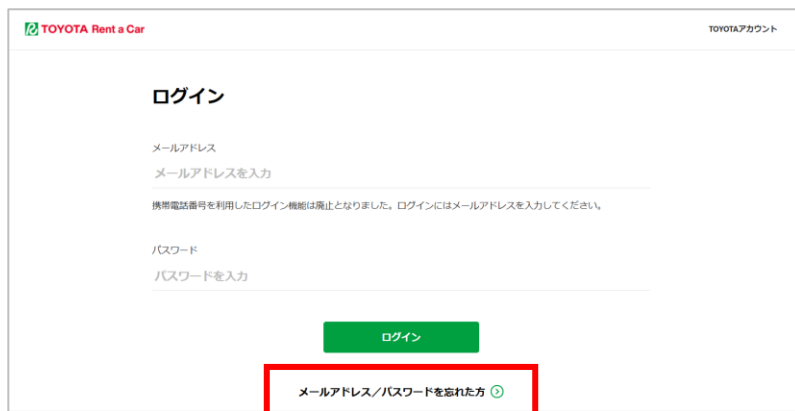 TOYOTA Rent a Car
TOYOTAアカウント
ログイン
メールアドレス
メールアドレスを入力
携帯電話番号を利用したログイン機能は廃止となりました。ログインにはメールアドレスを入力してください。
パスワード
パスワードを入力
ログイン
メールアドレス／パスワードを忘れた方